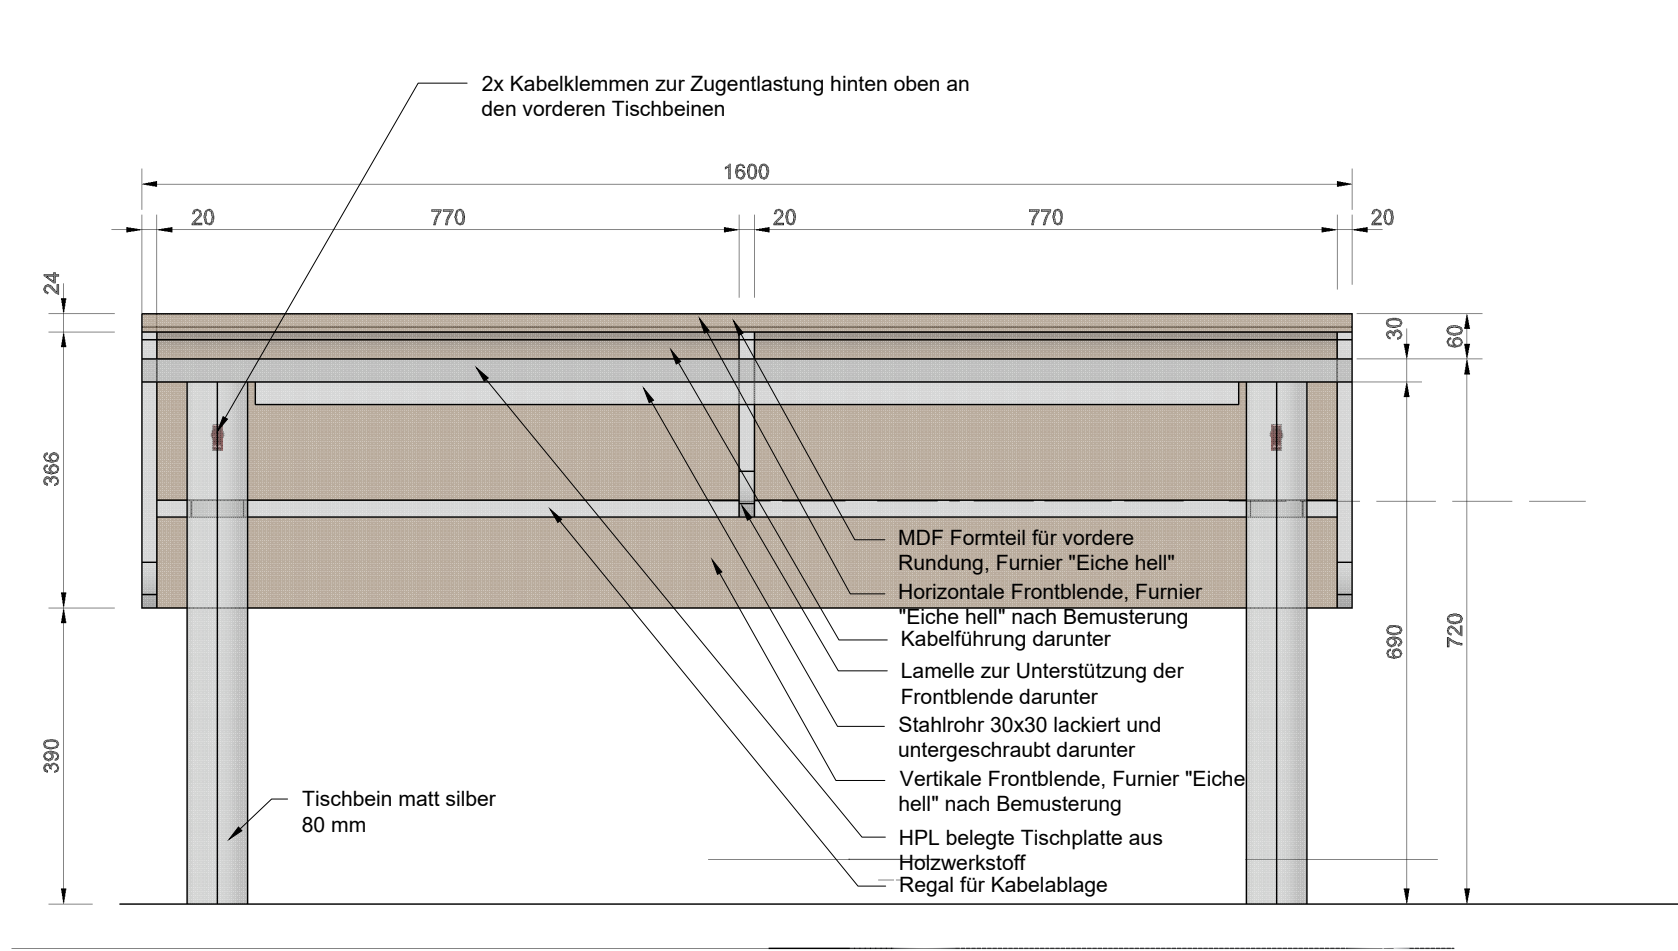 2x Kabelklemmen zur Zugentlastung hinten oben an
den vorderen Tischbeinen
1600
20
770
20
770
20
24
30
60
366
MDF Formteil für vordere
Rundung, Furnier "Eiche hell"
Horizontale Frontblende, Furnier
"Eiche hell" nach Bemusterung
Kabelführung darunter
Lamelle zur Unterstützung der
Frontblende darunter
Stahlrohr 30x30 lackiert und
untergeschraubt darunter
Vertikale Frontblende, Furnier "Eiche
hell" nach Bemusterung
HPL belegte Tischplatte aus
Holzwerkstoff
Regal für Kabelablage
690
720
390
Tischbein matt silber
80 mm